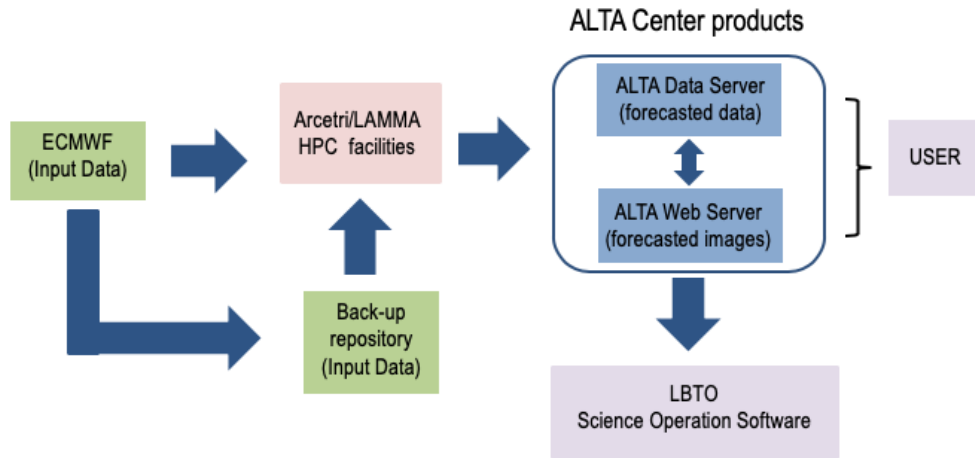 ALTA Center products
ECMWF
(Input Data)
Arcetri/LAMMA
HPC facilities
ALTA Data Server
(forecasted data)
ALTA Web Server
(forecasted images)
USER
Back-up
repository
(Input Data)
LBTO
Science Operation Software